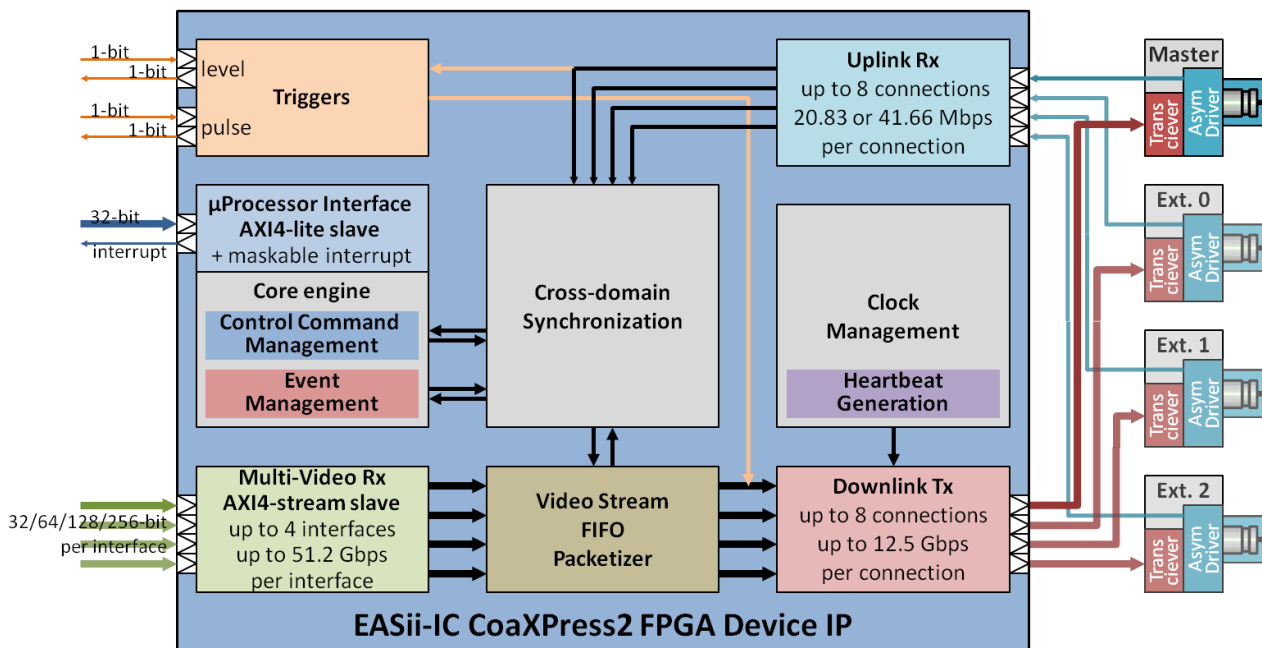 1-bit
1-bit
1-bit
1-bit
level
pulse
Triggers
Uplink Rx
up to 8 connections
20.83 or 41.66 Mbps
per connection
Master
Trans
ciever
Asym
Driver
32-bit
interrupt
µProcessor Interface
AXI4-lite slave
+ maskable interrupt
Core engine
Control Command
Management
Event
Management
Cross-domain
Synchronization
Clock
Management
Heartbeat
Generation
Ext. 0
Trans
ciever
Asym
Driver
Ext. 1
Trans
ciever
Asym
Driver
32/64/128/256-bit
per interface
Multi-Video Rx
AXI4-stream slave
up to 4 interfaces
up to 51.2 Gbps
per interface
Video Stream
FIFO
Packetizer
Downlink Tx
up to 8 connections
up to 12.5 Gbps
per connection
Ext. 2
Trans
ciever
Asym
Driver
EASii-IC CoaXPress2 FPGA Device IP